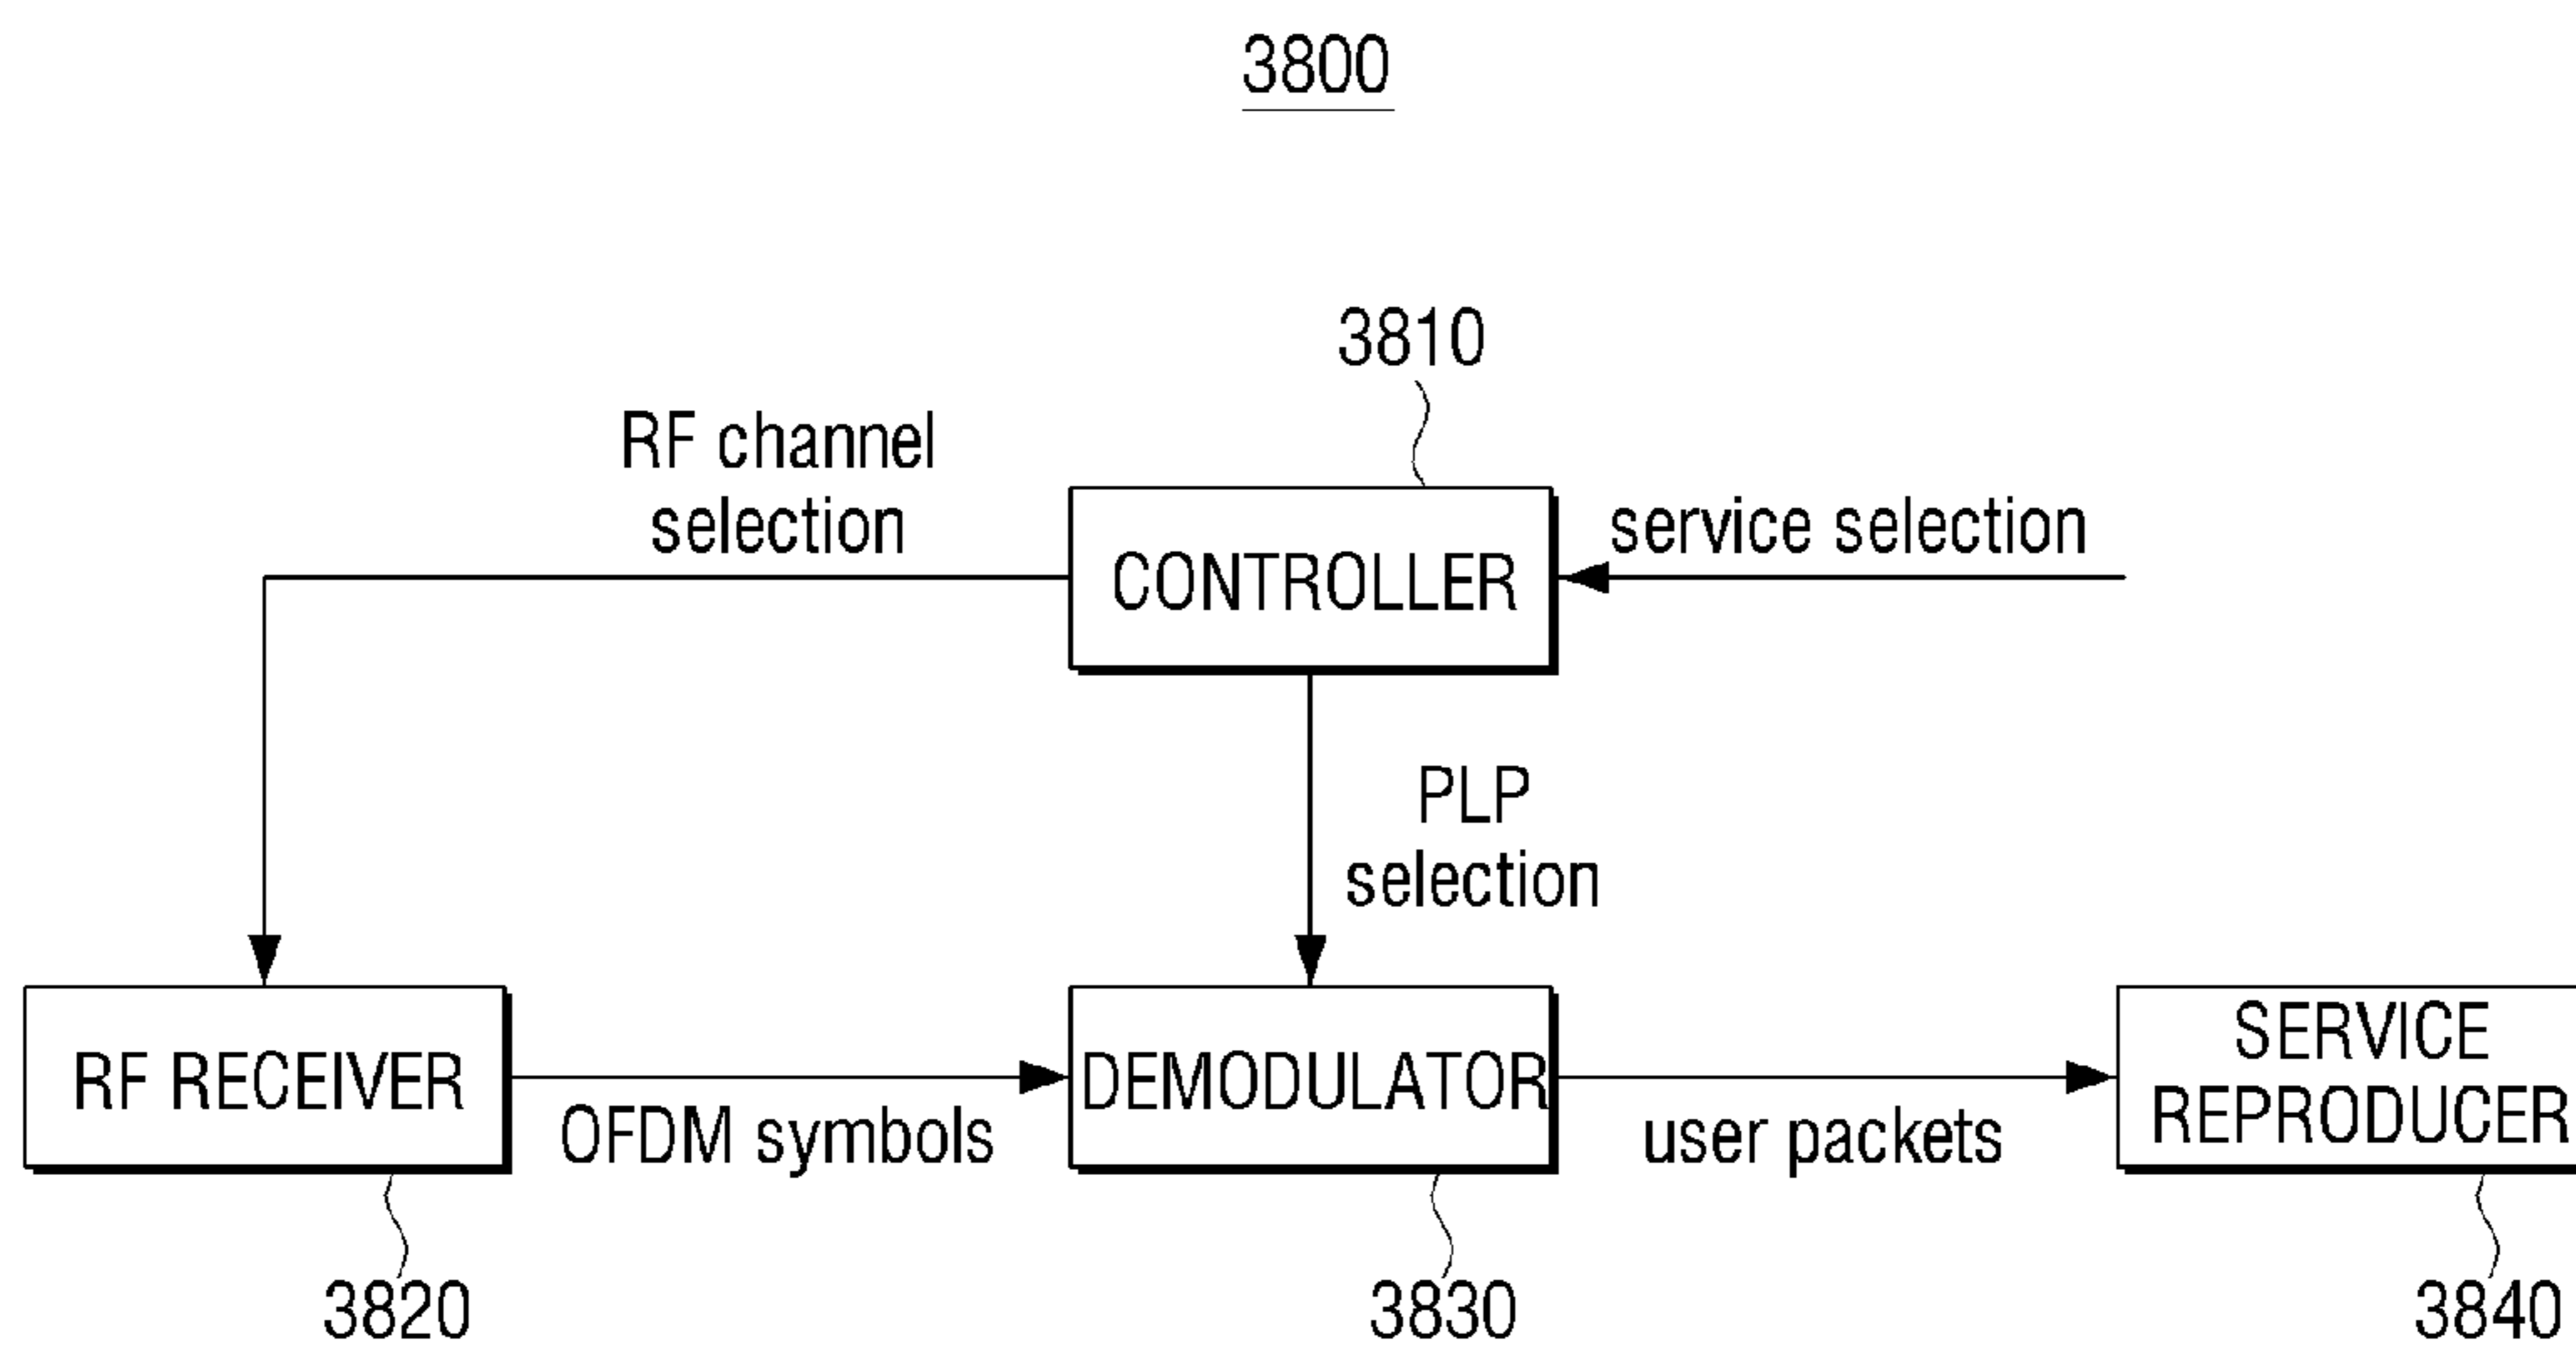 3800
3810
RF channel
selection
CONTROLLER
service selection
PLP
selection
RF RECEIVER
OFDM symbols
DEMODULATOR
user packets
SERVICE
REPRODUCER
3820
3830
3840